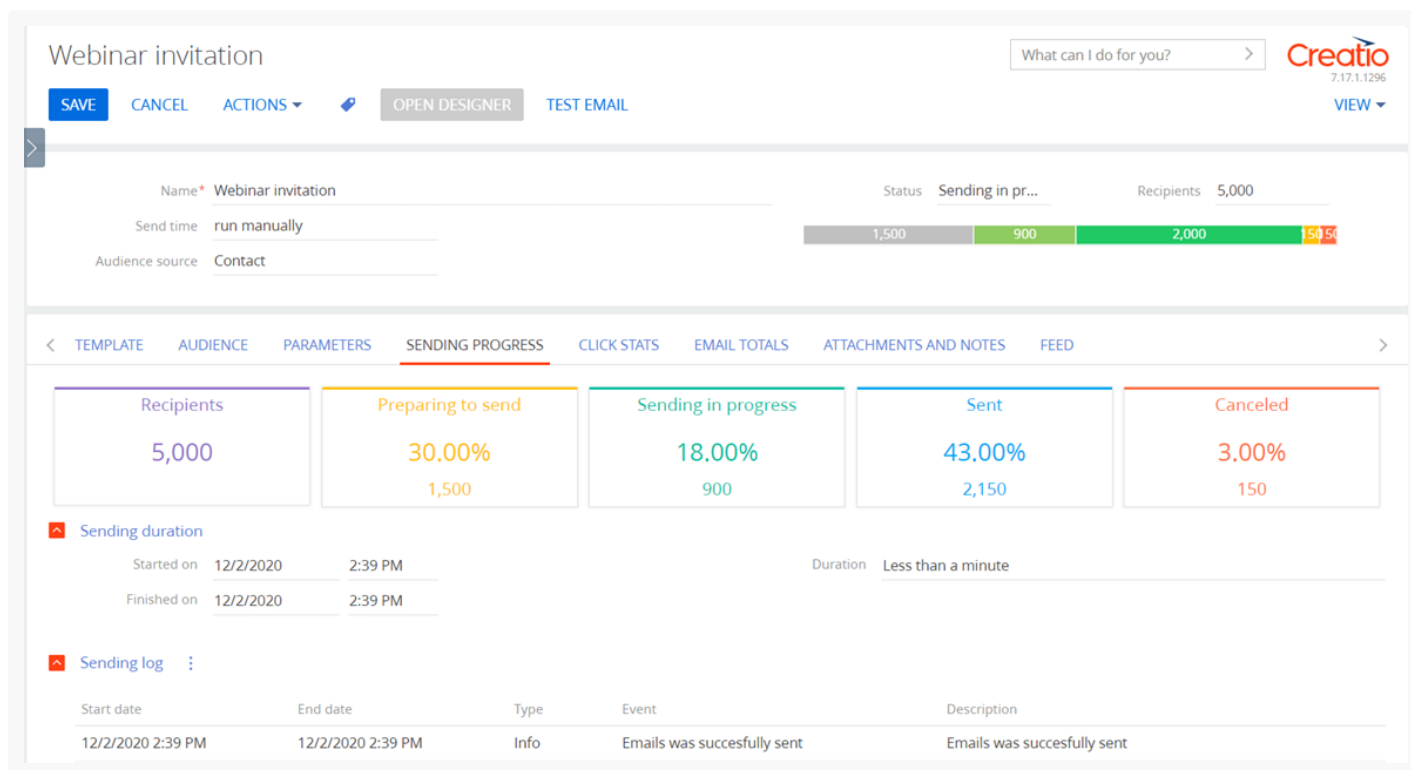 Webinar invitation
What can I do for you?
Creatio
7.17.1.1296
SAVE CANCEL ACTIONS OPEN DESIGNER TEST EMAIL VIEW
Name* Webinar invitation
Status Sending in pr... Recipients 5,000
Send time run manually
1,500 900 2,000 150
Audience source Contact
TEMPLATE AUDIENCE PARAMETERS SENDING PROGRESS CLICK STATS EMAIL TOTALS ATTACHMENTS AND NOTES FEED
Recipients Preparing to send Sending in progress Sent Canceled
5,000 30.00% 18.00% 43.00% 3.00%
1,500 900 2,150 150
Sending duration
Started on 12/2/2020 2:39 PM Duration Less than a minute
Finished on 12/2/2020 2:39 PM
Sending log
Start date End date Type Event Description
12/2/2020 2:39 PM 12/2/2020 2:39 PM Info Emails was succesfully sent Emails was succesfully sent